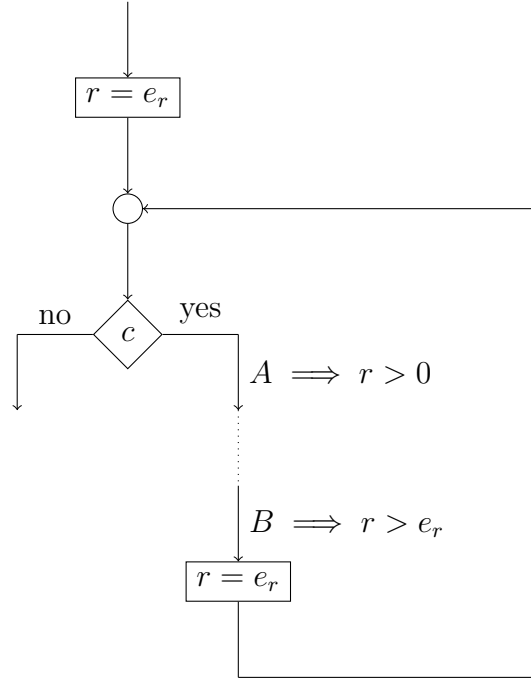 r = e_r
no
c
yes
A ⟹ r > 0
B ⟹ r > e_r
r = e_r